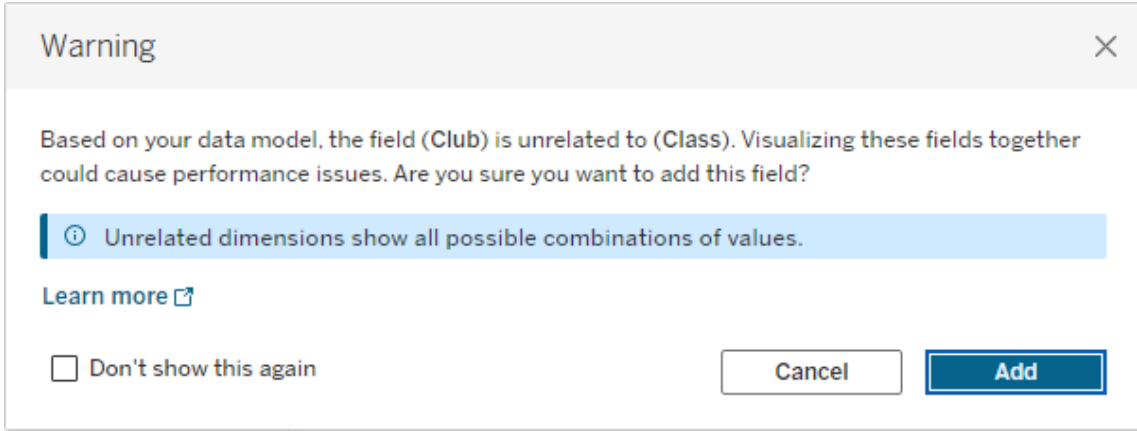 Warning
Based on your data model, the field (Club) is unrelated to (Class). Visualizing these fields together
could cause performance issues. Are you sure you want to add this field?
Unrelated dimensions show all possible combinations of values.
Learn more
Don't show this again
Cancel
Add